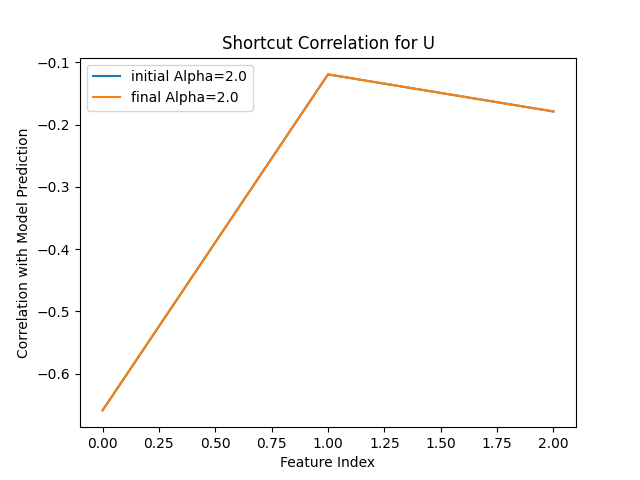 Shortcut Correlation for U
initial Alpha=2.0
final Alpha=2.0
Correlation with Model Prediction
−0.1
−0.2
−0.3
−0.4
−0.5
−0.6
0.00 0.25 0.50 0.75 1.00 1.25 1.50 1.75 2.00
Feature Index